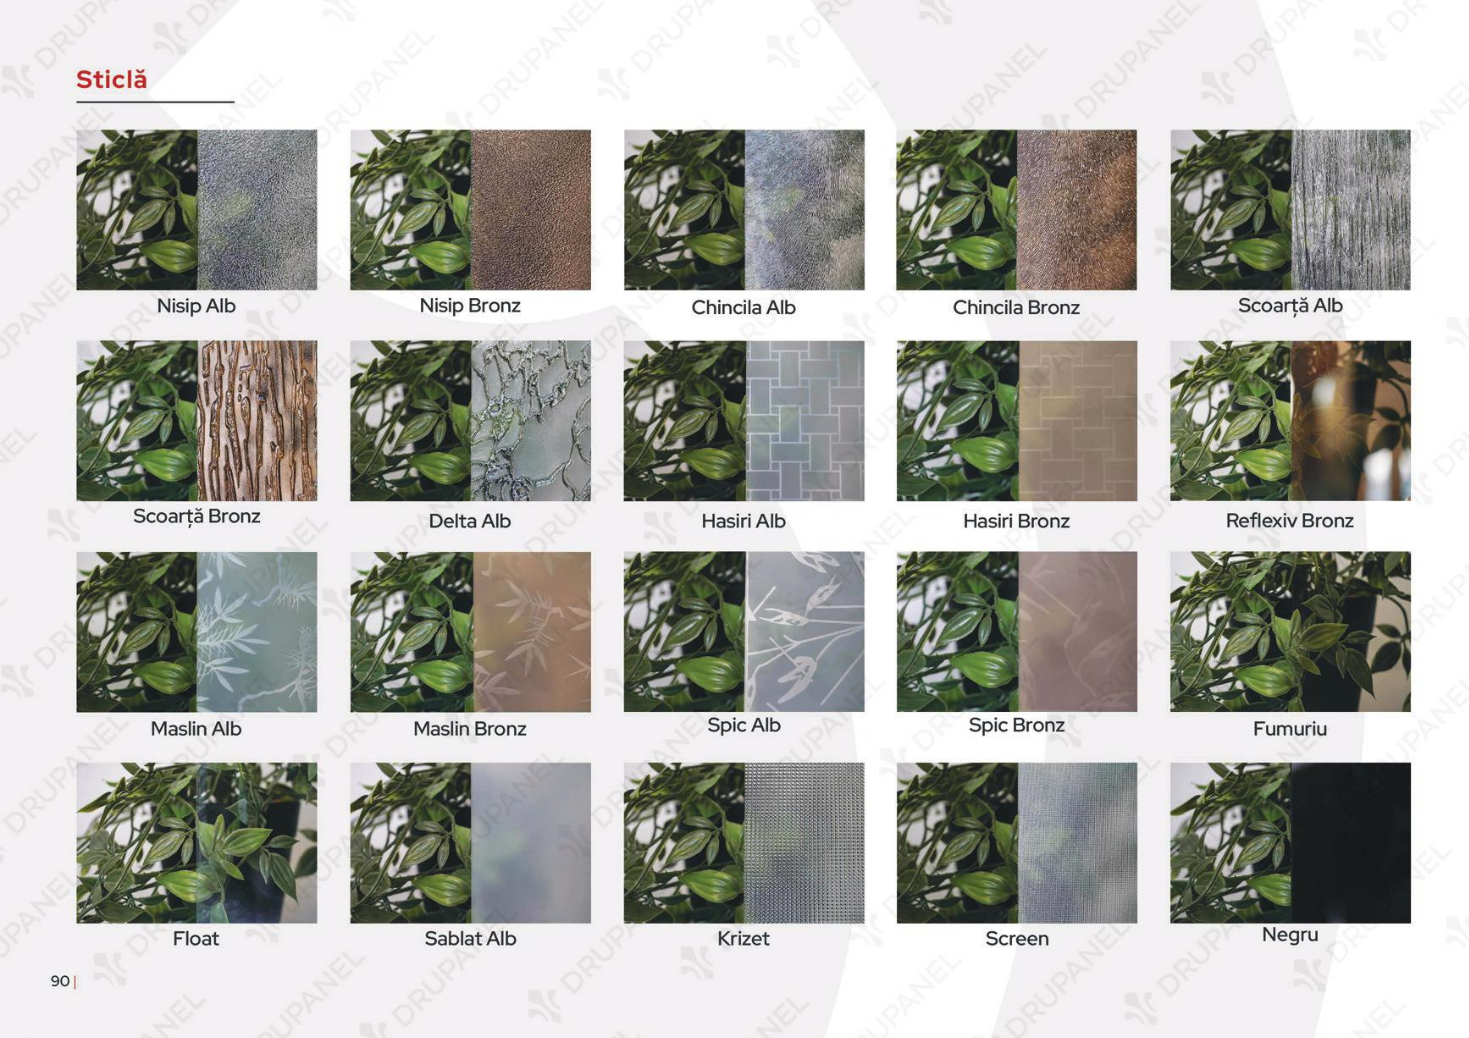 Sticlă
Nisip Alb
Nisip Bronz
Chincila Alb
Chincila Bronz
Scoarță Alb
Scoarță Bronz
Delta Alb
Hasiri Alb
Hasiri Bronz
Reflexiv Bronz
Maslin Alb
Maslin Bronz
Spic Alb
Spic Bronz
Fumuriu
Float
Sablat Alb
Krizet
Screen
Negru
90 |
DRUPANEL